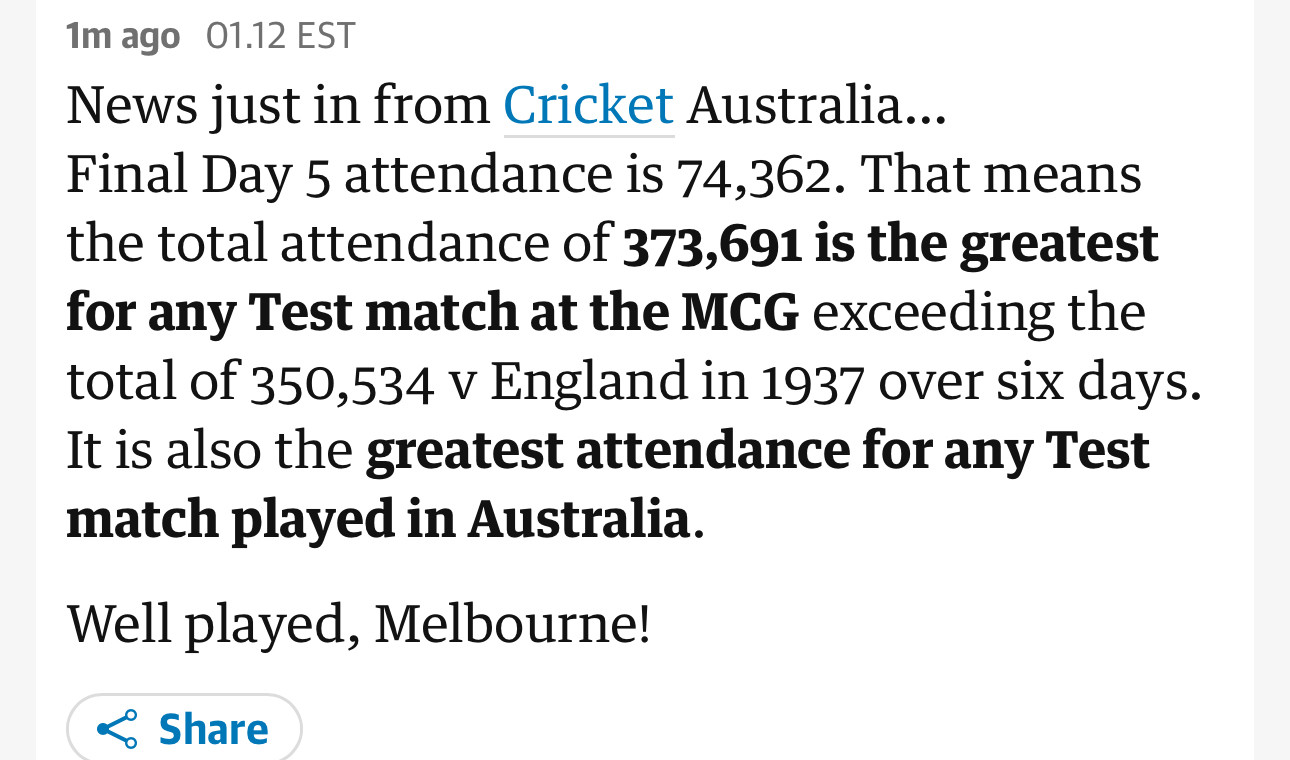 1m ago 01.12 EST
News just in from Cricket Australia...
Final Day 5 attendance is 74,362. That means
the total attendance of 373,691 is the greatest
for any Test match at the MCG exceeding the
total of 350,534 v England in 1937 over six days.
It is also the greatest attendance for any Test
match played in Australia.
Well played, Melbourne!
Share